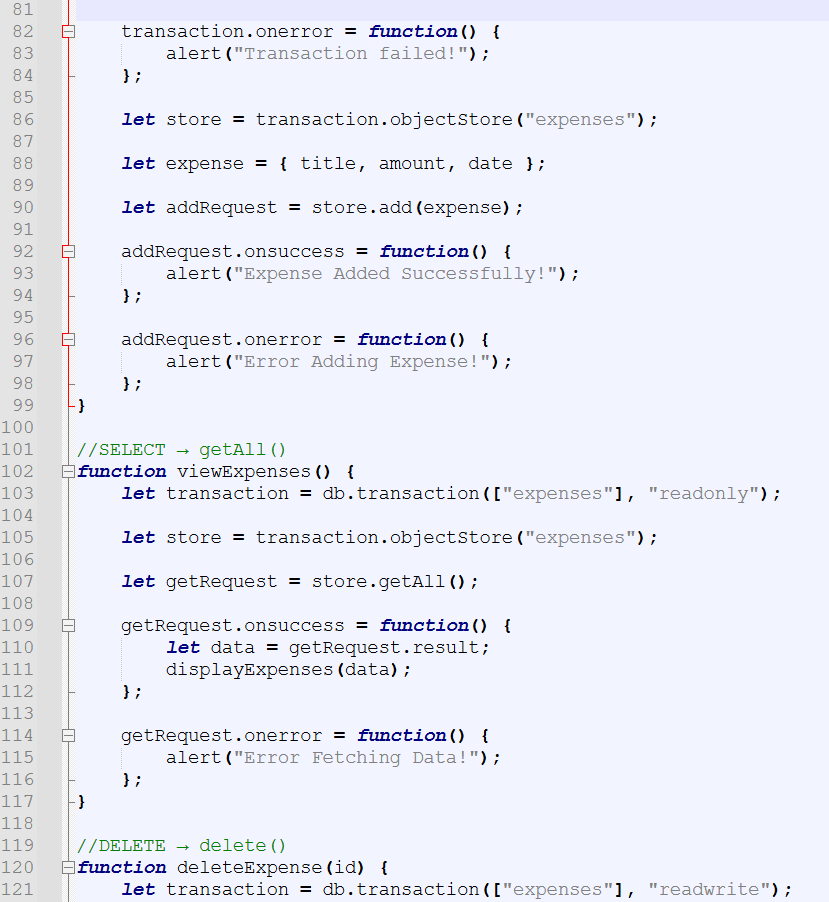 81
82     transaction.onerror = function() {
83         alert("Transaction failed!");
84     };
85
86     let store = transaction.objectStore("expenses");
87
88     let expense = { title, amount, date };
89
90     let addRequest = store.add(expense);
91
92     addRequest.onsuccess = function() {
93         alert("Expense Added Successfully!");
94     };
95
96     addRequest.onerror = function() {
97         alert("Error Adding Expense!");
98     };
99 }
100
101 //SELECT → getAll()
102 function viewExpenses() {
103     let transaction = db.transaction(["expenses"], "readonly");
104
105     let store = transaction.objectStore("expenses");
106
107     let getRequest = store.getAll();
108
109     getRequest.onsuccess = function() {
110         let data = getRequest.result;
111         displayExpenses(data);
112     };
113
114     getRequest.onerror = function() {
115         alert("Error Fetching Data!");
116     };
117 }
118
119 //DELETE → delete()
120 function deleteExpense(id) {
121     let transaction = db.transaction(["expenses"], "readwrite");